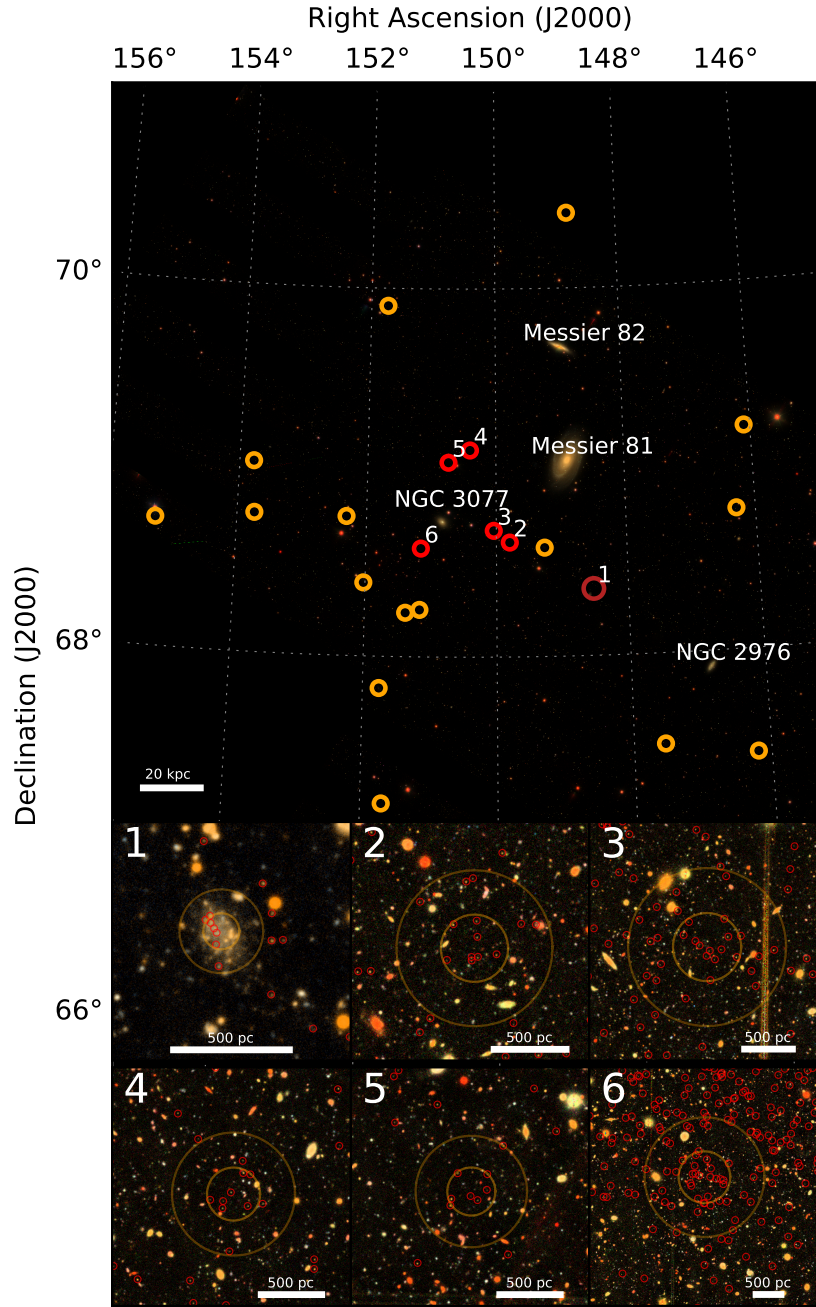 Right Ascension (J2000)
156° 154° 152° 150° 148° 146°
70°
Messier 82
4
5
Messier 81
NGC 3077
3
2
6
1
68°
NGC 2976
Declination (J2000)
20 kpc
66°
1
500 pc
2
500 pc
3
500 pc
4
500 pc
5
500 pc
6
500 pc